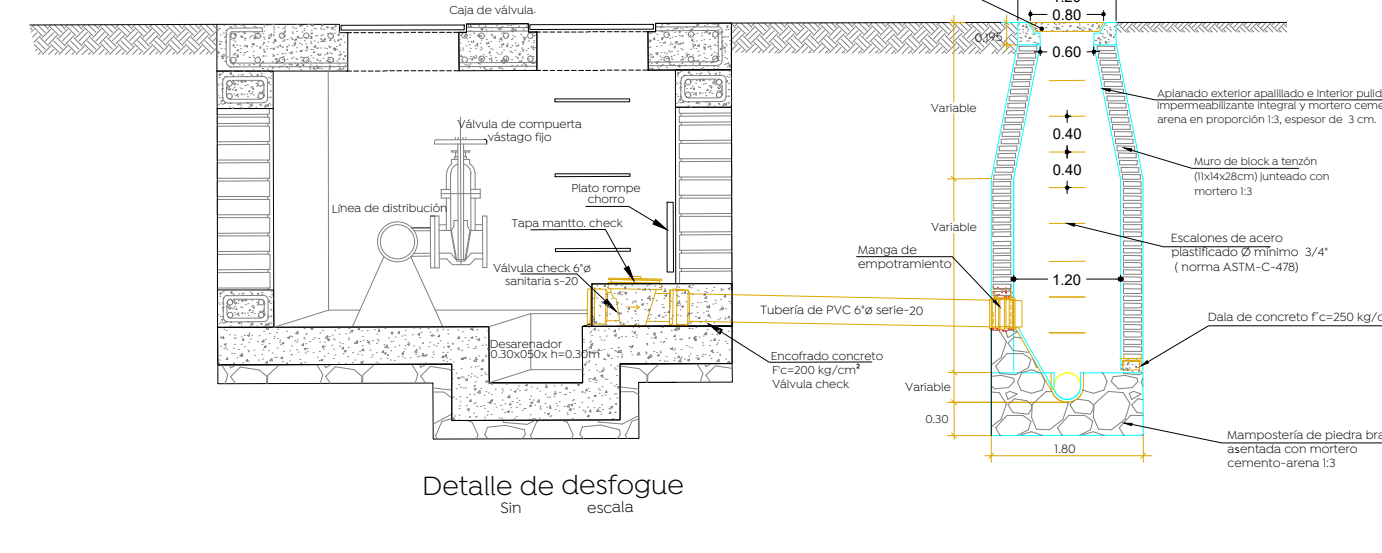 Caja de válvula.
1.20
0.80
0.195
0.60
Variable
0.40
0.40
Aplanado exterior apalillado e interior pulid
impermeabilizante integral y mortero ceme
arena en proporción 1:3, espesor de 3 cm.
Válvula de compuerta
vástago fijo
Muro de block a tenzón
(11x14x28cm) junteado con
mortero 1:3
Plato rompe
chorro
Línea de distribución
Tapa mantto. check
Variable
Escalones de acero
plastificado Ø mínimo 3/4"
( norma ASTM-C-478)
Manga de
empotramiento
Válvula check 6"ø
sanitaria s-20
1.20
Tubería de PVC 6"ø serie-20
Dala de concreto f´c=250 kg/c
Desarenador
0.30x050x h=0.30m
Encofrado concreto
F'c=200 kg/cm²
Válvula check
Variable
0.30
1.80
Mampostería de piedra bra
asentada con mortero
cemento-arena 1:3
Detalle de desfogue
Sin escala